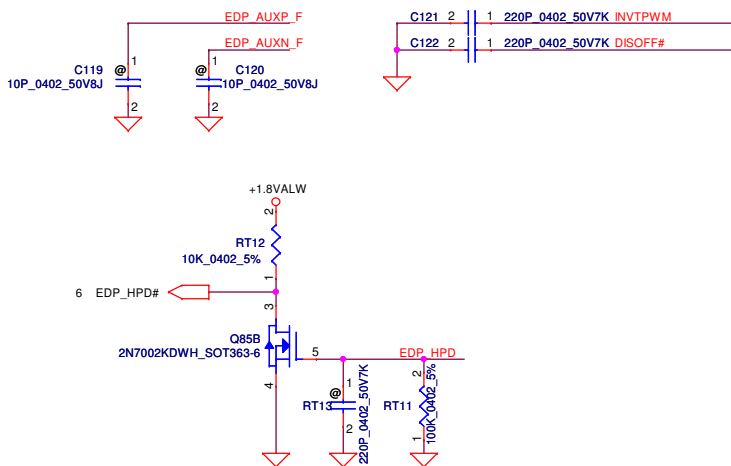 EDP_AUXP_F
EDP_AUXN_F
C119
@
1
10P_0402_50V8J
2
@
1
C120
10P_0402_50V8J
2
C121
2
1
220P_0402_50V7K
INVTPWM
C122
2
1
220P_0402_50V7K
DISOFF#
+1.8VALW
2
RT12
10K_0402_5%
1
6
EDP_HPD#
3
Q85B
2N7002KDWH_SOT363-6
5
EDP_HPD
4
@
1
RT13
2
220P_0402_50V7K
2
RT11
1
100K_0402_5%